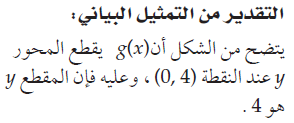 التقدير من التمثيل البياني:
يتضح من الشكل أن g(x) يقطع المحور
y عند النقطة (0, 4)، وعليه فإن المقطع y
هو 4.